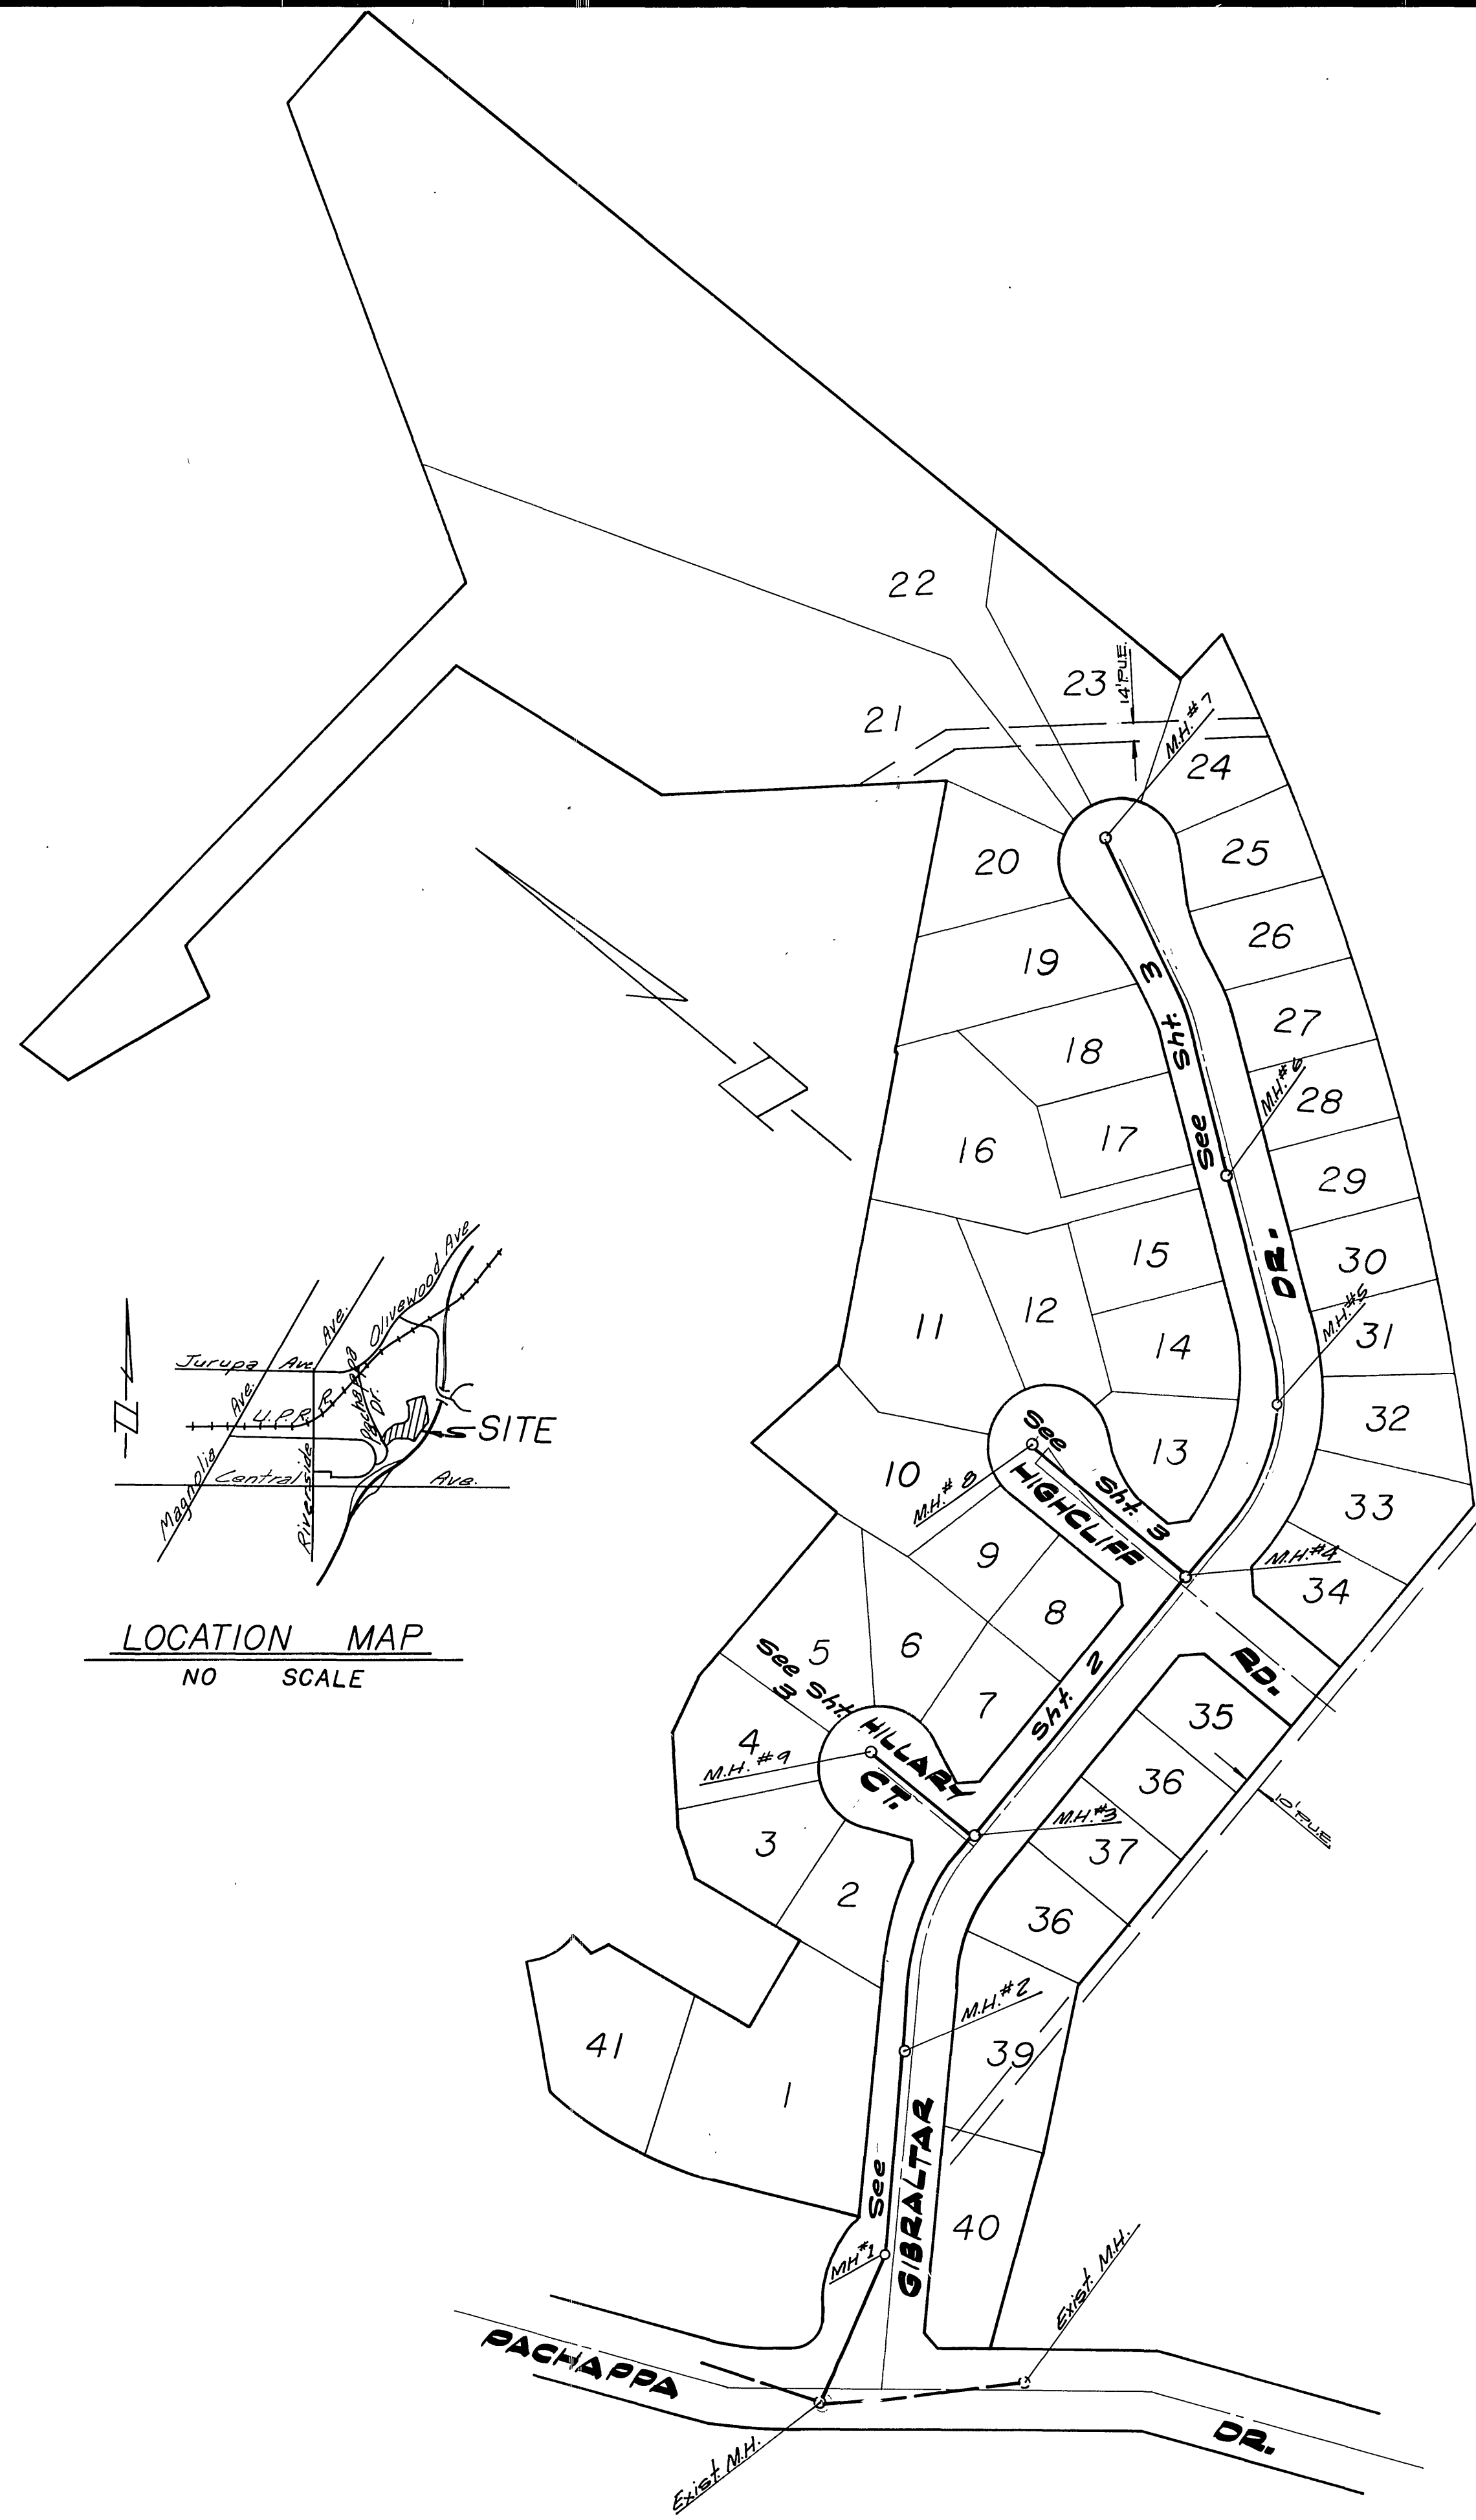 22
23
14' P.U.E.
21
M.H. #7
24
20
25
26
19
27
18
M.H. #6
28
17
16
29
See Sht. 3
15
DR.
30
12
11
M.H. #5
31
14
32
See Sht. 3
13
10
M.H. # 8
HIGHCLIFF
33
9
M.H. #4
34
8
6
5
See Sht. 3
RD.
7
Sht. 2
35
4
HILLARY
CT.
M.H. #9
36
10' P.U.E.
M.H. #3
37
3
2
36
M.H. #2
39
41
1
See
GIBRALTAR
40
MH #1
Exist. M.H.
PACHAPPA
DR.
Exist. M.H.
Olivewood Ave
Ave.
Jurupa Ave.
Pachappa Dr.
Ave.
U.P.R.R.
SITE
Magnolia
Central
Ave.
Riverside
LOCATION MAP
NO SCALE